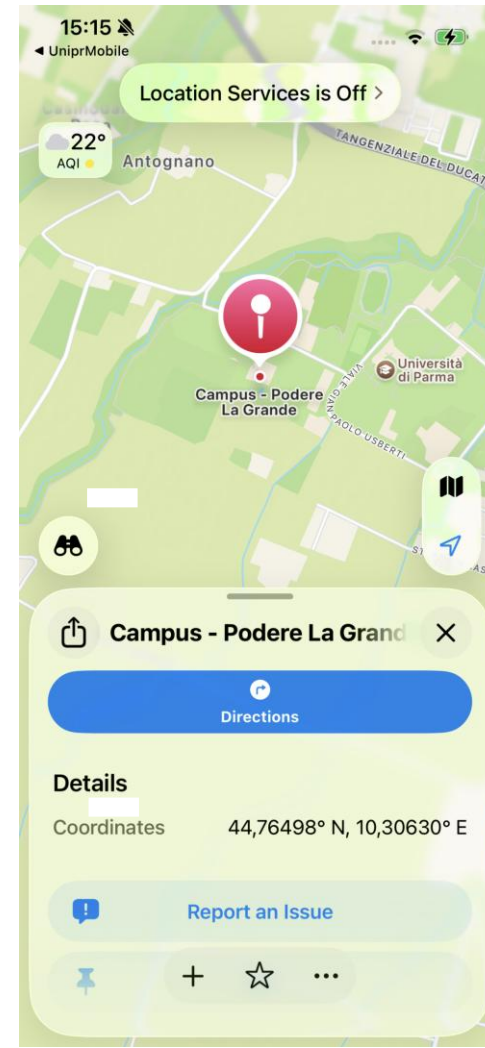 15:15
◀ UniprMobile
Location Services is Off >
22°
AQI
Antognano
TANGENZIALE DEL DUCAT
Università
di Parma
Campus - Podere
La Grande
VIALE GIAN PAOLO USBERTI
Campus - Podere La Grand
Directions
Details
Coordinates 44,76498° N, 10,30630° E
Report an Issue